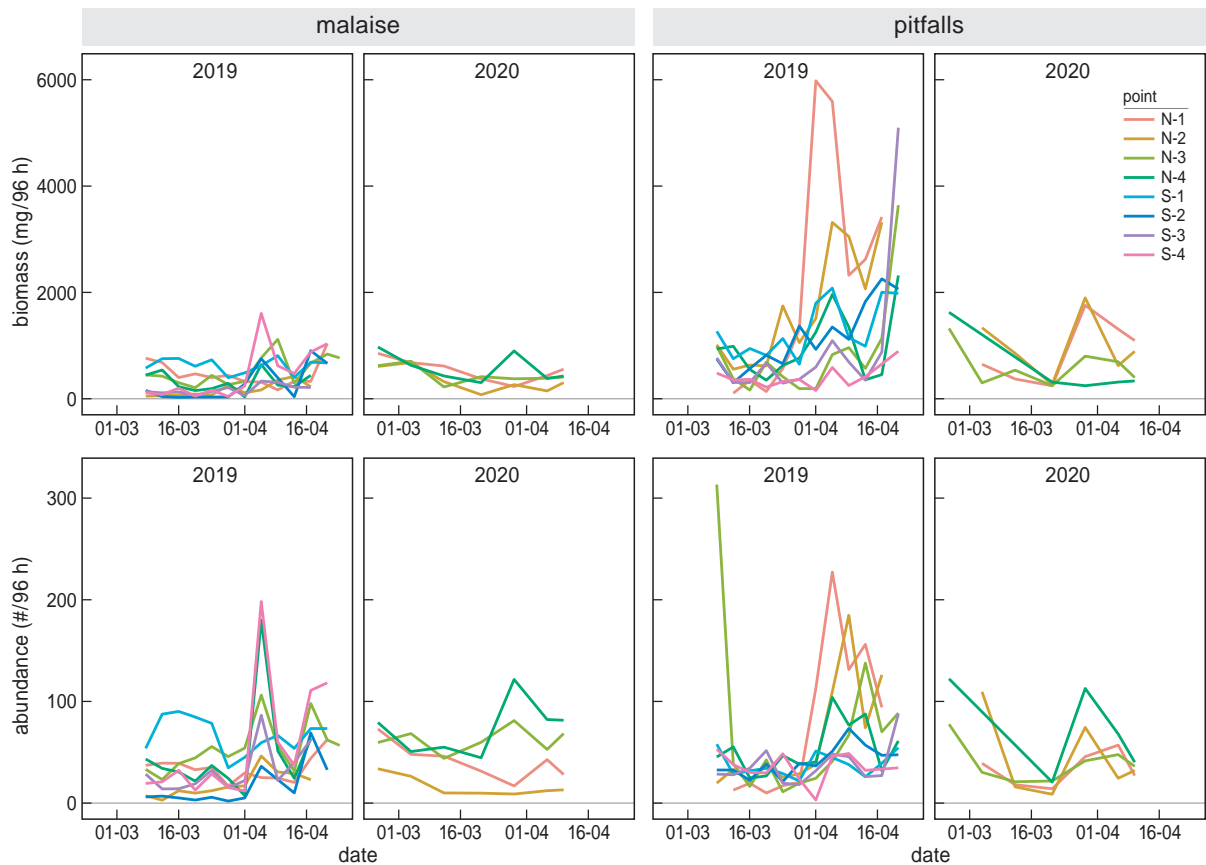 malaise pitfalls
2019 2020 2019 2020
6000
4000
2000
0
biomass (mg/96 h)
point
N-1
N-2
N-3
N-4
S-1
S-2
S-3
S-4
01-03 16-03 01-04 16-04 01-03 16-03 01-04 16-04 01-03 16-03 01-04 16-04 01-03 16-03 01-04 16-04
2019 2020 2019 2020
300
200
100
0
abundance (#/96 h)
01-03 16-03 01-04 16-04 01-03 16-03 01-04 16-04 01-03 16-03 01-04 16-04 01-03 16-03 01-04 16-04
date date